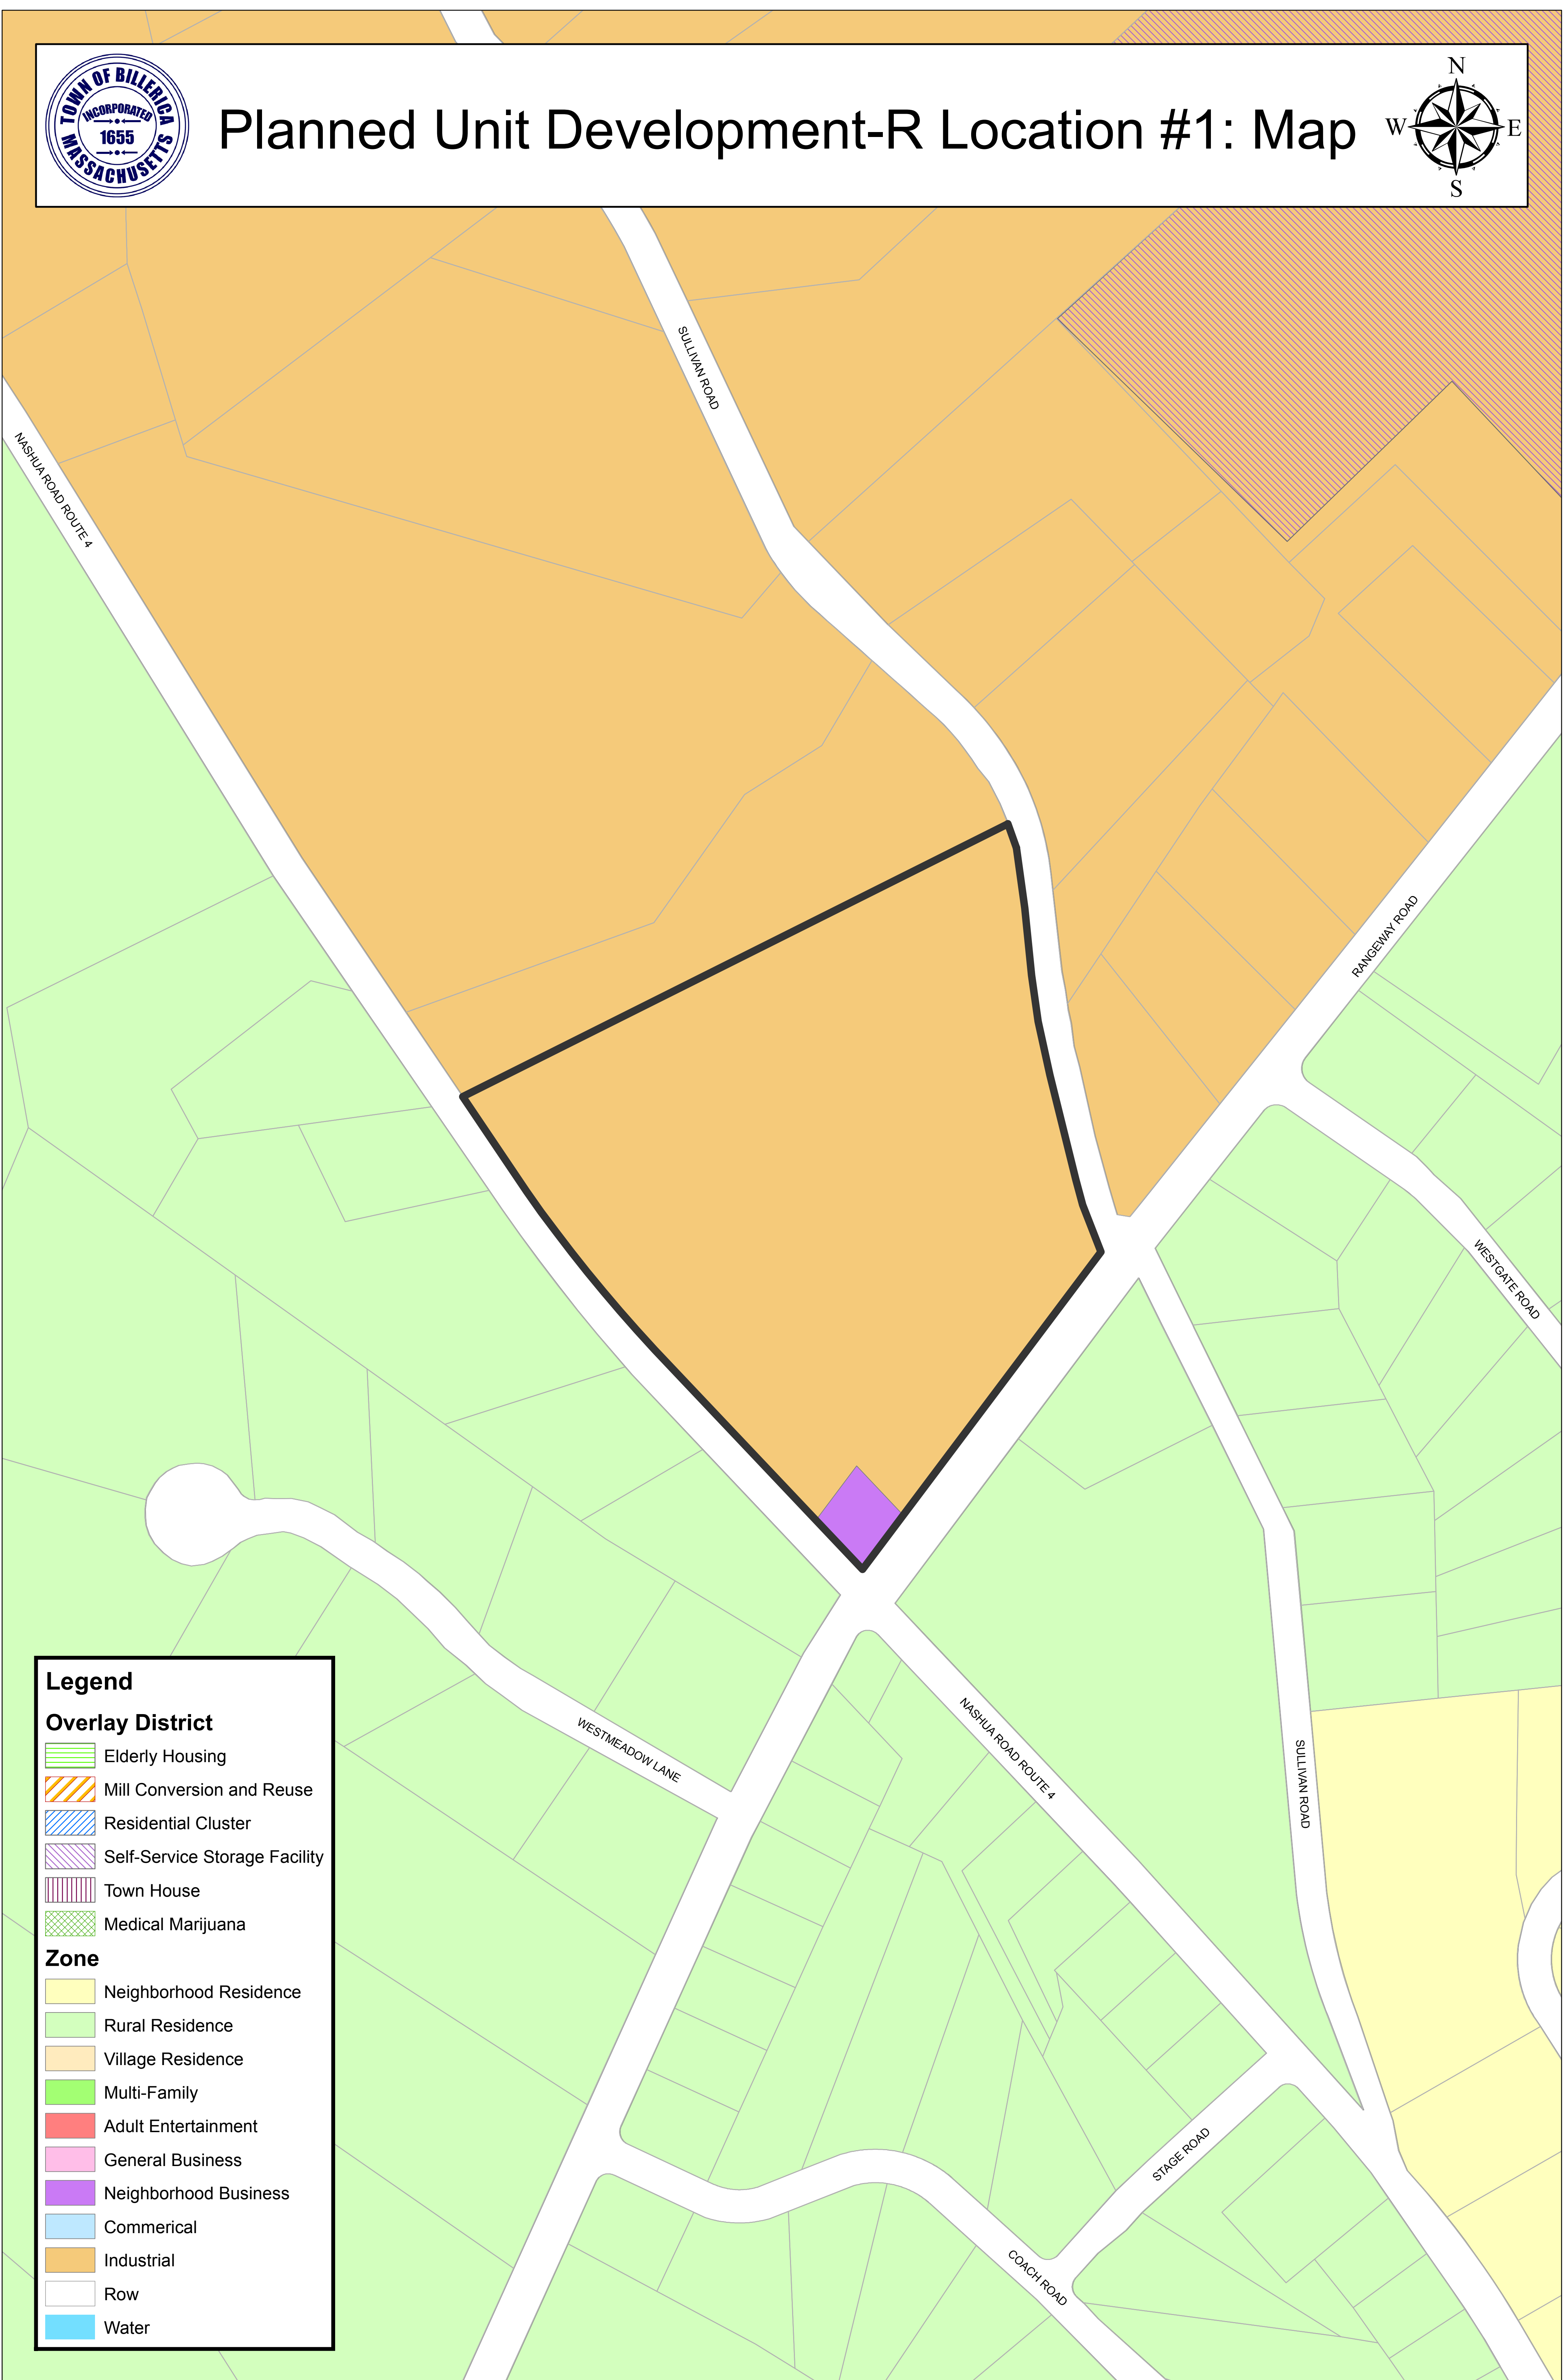 TOWN OF BILLERICA
INCORPORATED
1655
MASSACHUSETTS
Planned Unit Development-R Location #1: Map
N
W
E
S
SULLIVAN ROAD
NASHUA ROAD ROUTE 4
RANGEWAY ROAD
WESTGATE ROAD
WESTMEADOW LANE
NASHUA ROAD ROUTE 4
SULLIVAN ROAD
STAGE ROAD
COACH ROAD
Legend
Overlay District
Elderly Housing
Mill Conversion and Reuse
Residential Cluster
Self-Service Storage Facility
Town House
Medical Marijuana
Zone
Neighborhood Residence
Rural Residence
Village Residence
Multi-Family
Adult Entertainment
General Business
Neighborhood Business
Commerical
Industrial
Row
Water